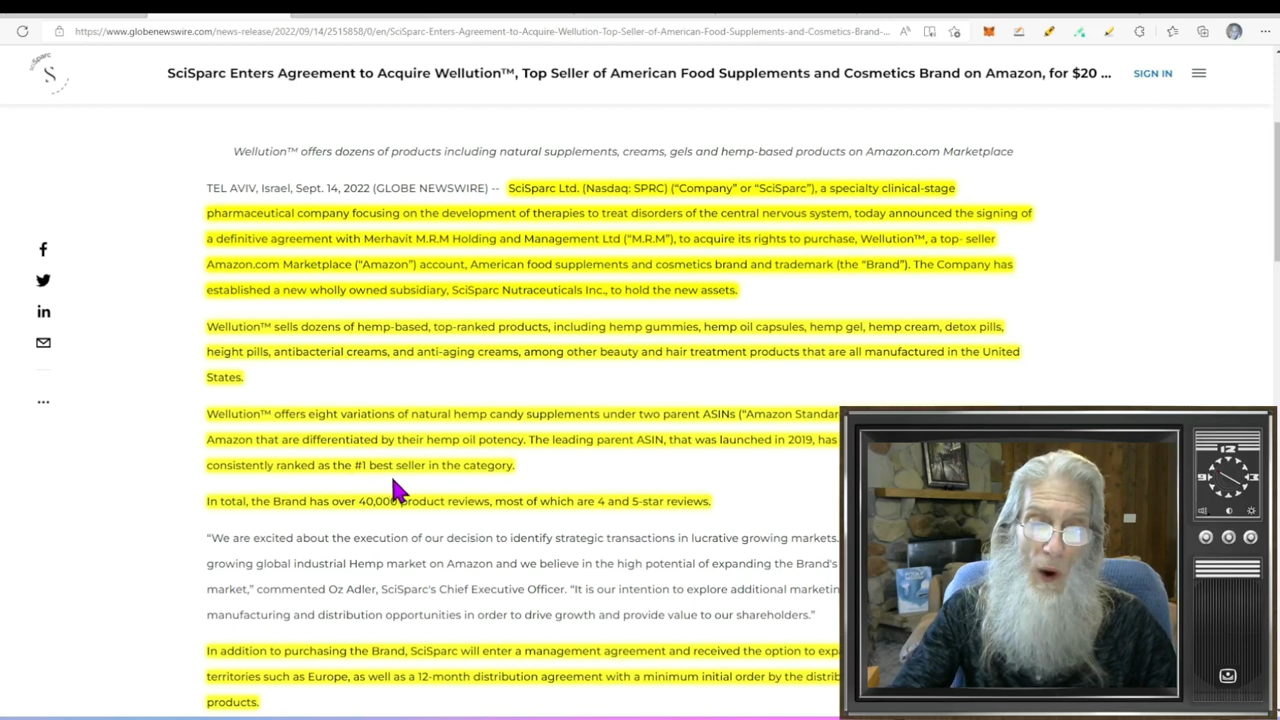 https://www.globenewswire.com/news-release/2022/09/14/2515858/0/en/SciSparc-Enters-Agreement-to-Acquire-Wellution-Top-Seller-of-American-Food-Supplements-and-Cosmetics-Brand-...
SciSparc
S
SciSparc Enters Agreement to Acquire Wellution™, Top Seller of American Food Supplements and Cosmetics Brand on Amazon, for $20 ...
SIGN IN
Wellution™ offers dozens of products including natural supplements, creams, gels and hemp-based products on Amazon.com Marketplace
TEL AVIV, Israel, Sept. 14, 2022 (GLOBE NEWSWIRE) -- SciSparc Ltd. (Nasdaq: SPRC) (“Company” or “SciSparc”), a specialty clinical-stage
pharmaceutical company focusing on the development of therapies to treat disorders of the central nervous system, today announced the signing of
a definitive agreement with Merhavit M.R.M Holding and Management Ltd (“M.R.M”), to acquire its rights to purchase, Wellution™, a top- seller
Amazon.com Marketplace (“Amazon”) account, American food supplements and cosmetics brand and trademark (the “Brand”). The Company has
established a new wholly owned subsidiary, SciSparc Nutraceuticals Inc., to hold the new assets.
Wellution™ sells dozens of hemp-based, top-ranked products, including hemp gummies, hemp oil capsules, hemp gel, hemp cream, detox pills,
height pills, antibacterial creams, and anti-aging creams, among other beauty and hair treatment products that are all manufactured in the United
States.
Wellution™ offers eight variations of natural hemp candy supplements under two parent ASINs (“Amazon Standar
Amazon that are differentiated by their hemp oil potency. The leading parent ASIN, that was launched in 2019, has
consistently ranked as the #1 best seller in the category.
In total, the Brand has over 40,000 product reviews, most of which are 4 and 5-star reviews.
“We are excited about the execution of our decision to identify strategic transactions in lucrative growing markets.
growing global industrial Hemp market on Amazon and we believe in the high potential of expanding the Brand's
market,” commented Oz Adler, SciSparc's Chief Executive Officer. “It is our intention to explore additional marketin
manufacturing and distribution opportunities in order to drive growth and provide value to our shareholders.”
In addition to purchasing the Brand, SciSparc will enter a management agreement and received the option to expa
territories such as Europe, as well as a 12-month distribution agreement with a minimum initial order by the distrib
products.
12
9
3